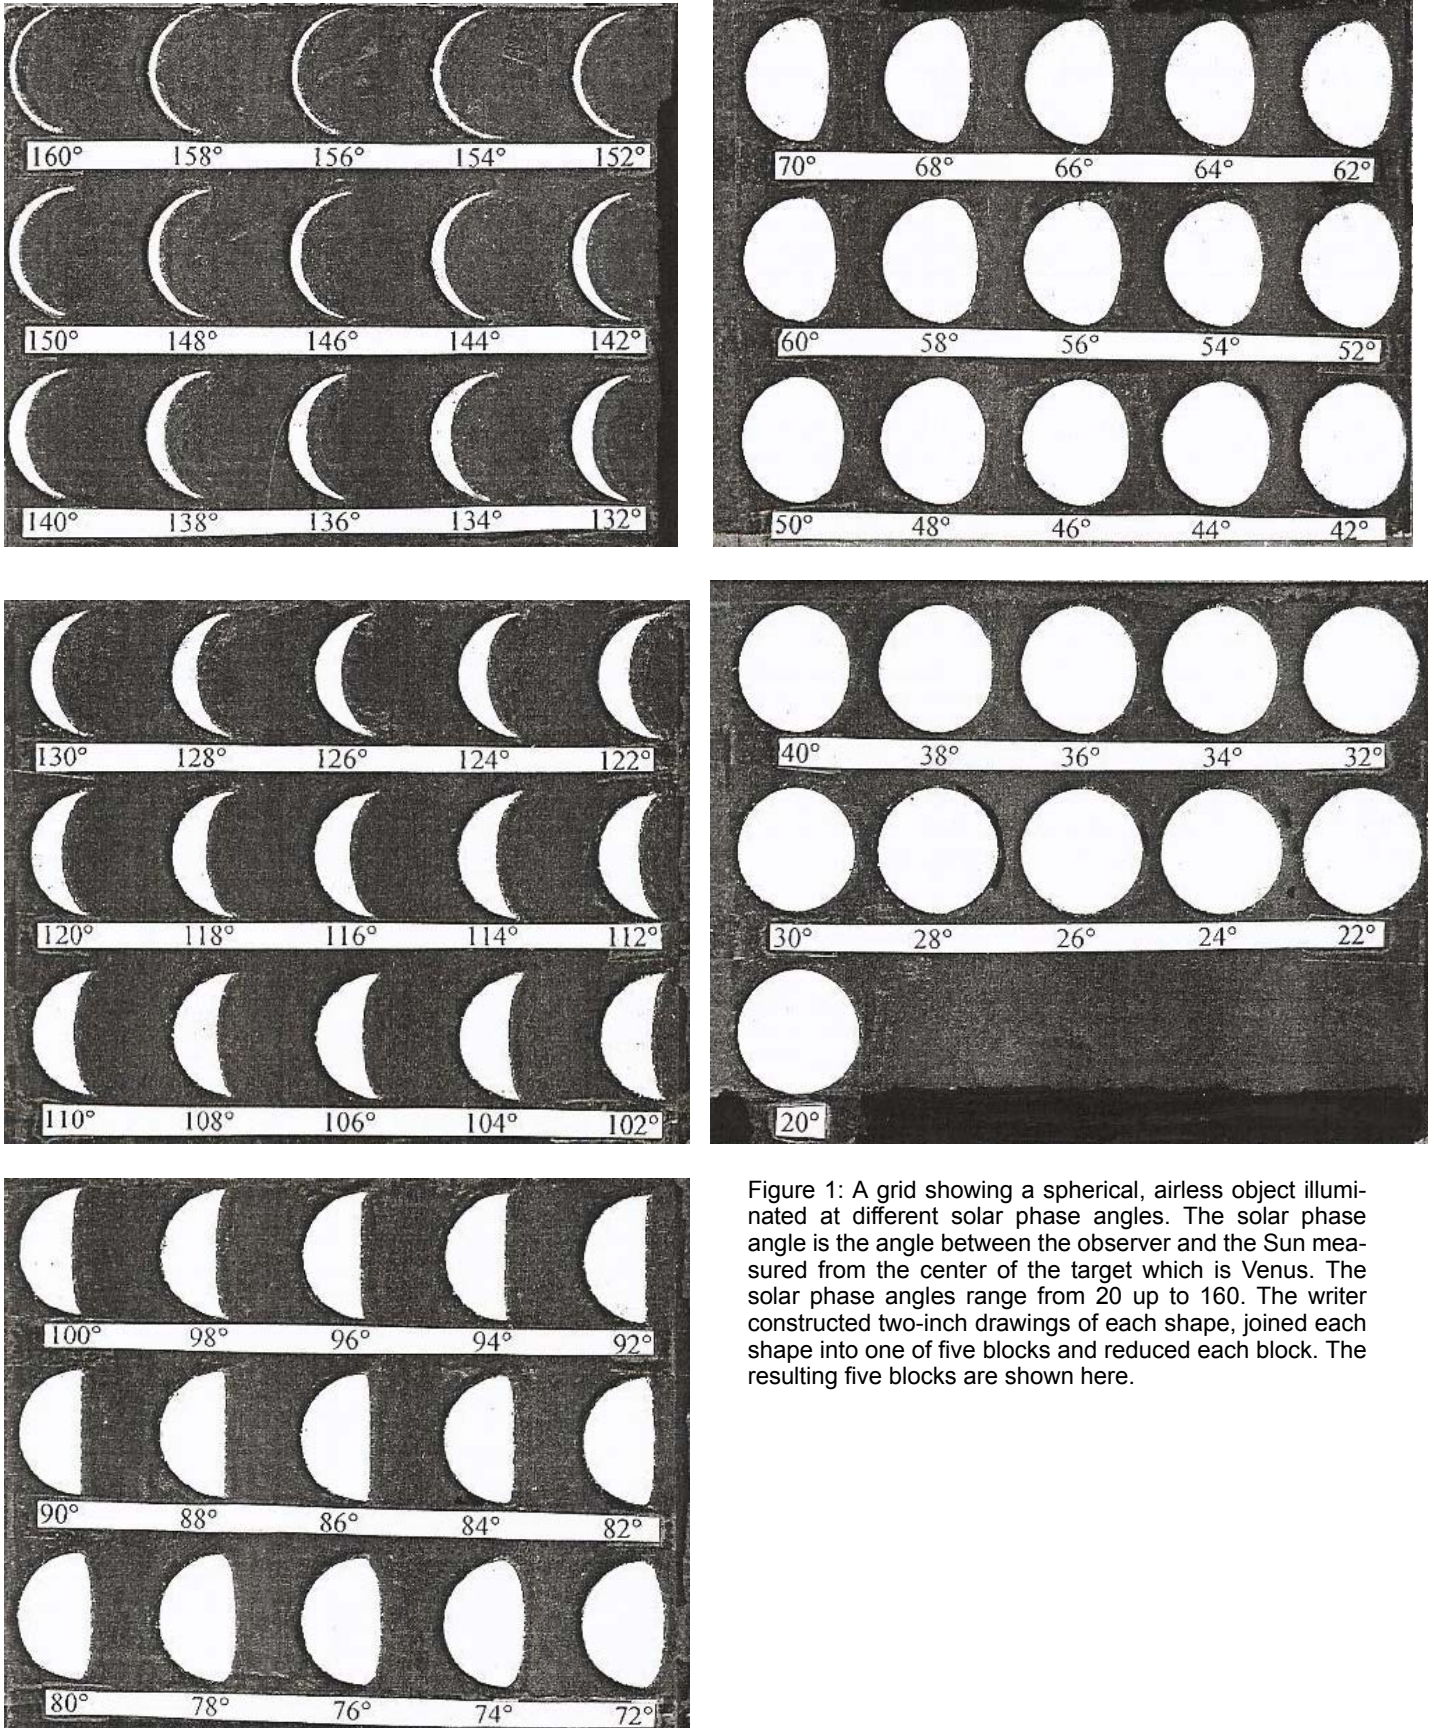 160° 158° 156° 154° 152°
150° 148° 146° 144° 142°
140° 138° 136° 134° 132°
130° 128° 126° 124° 122°
120° 118° 116° 114° 112°
110° 108° 106° 104° 102°
100° 98° 96° 94° 92°
90° 88° 86° 84° 82°
80° 78° 76° 74° 72°
70° 68° 66° 64° 62°
60° 58° 56° 54° 52°
50° 48° 46° 44° 42°
40° 38° 36° 34° 32°
30° 28° 26° 24° 22°
20°
Figure 1: A grid showing a spherical, airless object illumi-
nated at different solar phase angles. The solar phase
angle is the angle between the observer and the Sun mea-
sured from the center of the target which is Venus. The
solar phase angles range from 20 up to 160. The writer
constructed two-inch drawings of each shape, joined each
shape into one of five blocks and reduced each block. The
resulting five blocks are shown here.